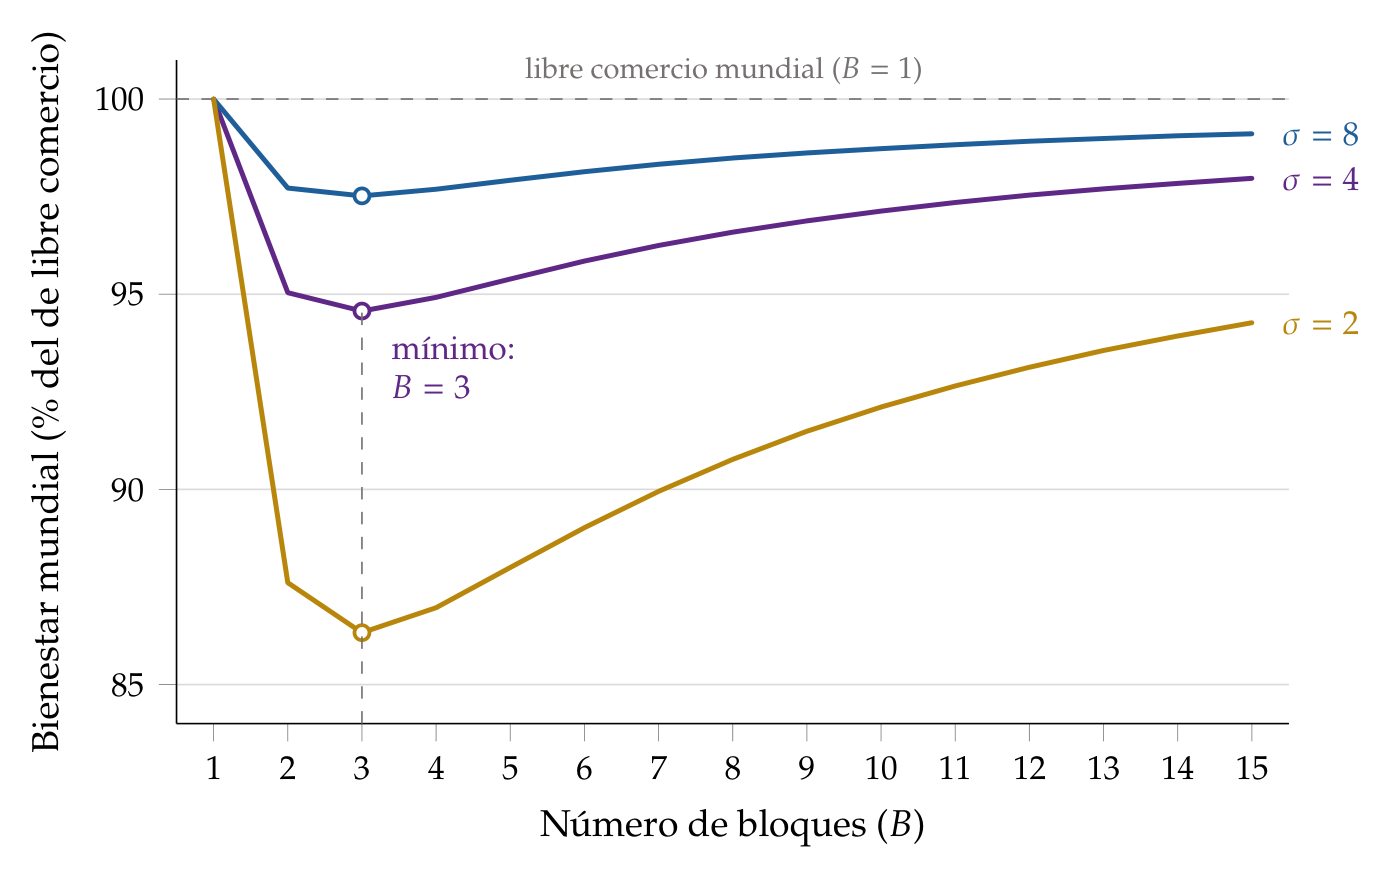 libre comercio mundial (B = 1)
Bienestar mundial (% del de libre comercio)
100
95
90
85
σ = 8
σ = 4
σ = 2
mínimo:
B = 3
1 2 3 4 5 6 7 8 9 10 11 12 13 14 15
Número de bloques (B)